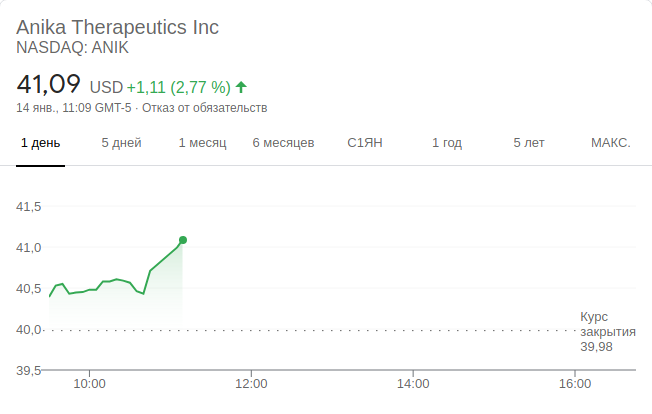 Anika Therapeutics Inc
NASDAQ: ANIK
41,09 USD +1,11 (2,77 %)
14 янв., 11:09 GMT-5 · Отказ от обязательств
1 день 5 дней 1 месяц 6 месяцев С1ЯН 1 год 5 лет МАКС.
41,5
41,0
40,5
40,0
39,5
Курс
закрытия
39,98
10:00 12:00 14:00 16:00